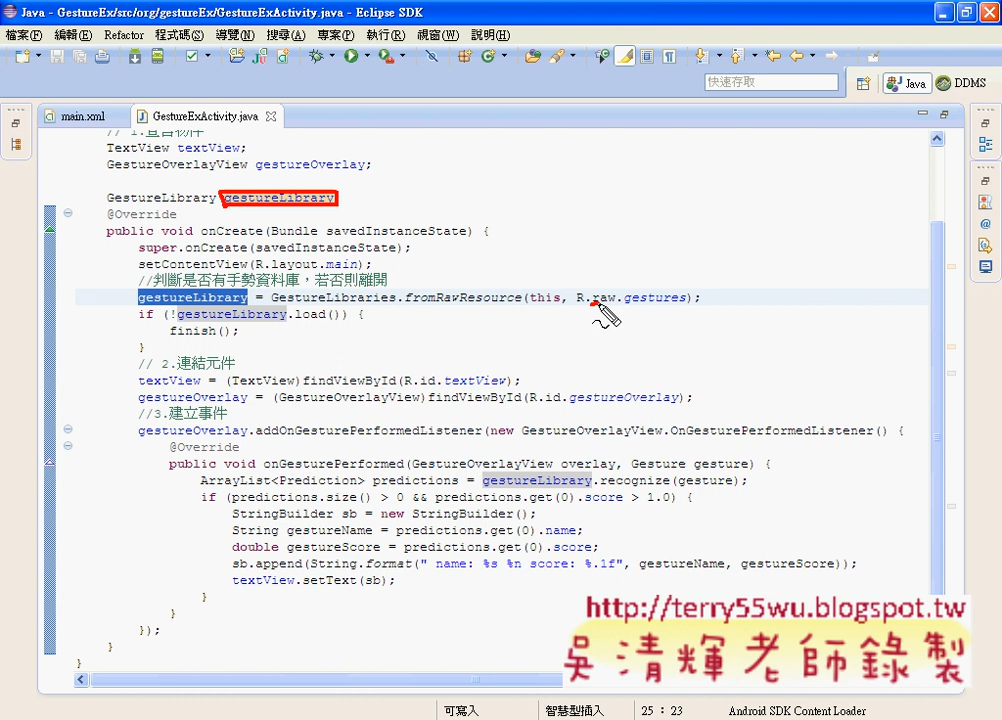 Java - GestureEx/src/org/gestureEx/GestureExActivity.java - Eclipse SDK
檔案(F) 編輯(E) Refactor 程式碼(S) 導覽(N) 搜尋(A) 專案(P) 執行(R) 視窗(W) 說明(H)
快速存取 Java DDMS
main.xml GestureExActivity.java
// 1.宣告物件
TextView textView;
GestureOverlayView gestureOverlay;
GestureLibrary gestureLibrary
@Override
public void onCreate(Bundle savedInstanceState) {
super.onCreate(savedInstanceState);
setContentView(R.layout.main);
//判斷是否有手勢資料庫，若否則離開
gestureLibrary = GestureLibraries.fromRawResource(this, R.raw.gestures);
if (!gestureLibrary.load()) {
finish();
}
// 2.連結元件
textView = (TextView)findViewById(R.id.textView);
gestureOverlay = (GestureOverlayView)findViewById(R.id.gestureOverlay);
//3.建立事件
gestureOverlay.addOnGesturePerformedListener(new GestureOverlayView.OnGesturePerformedListener() {
@Override
public void onGesturePerformed(GestureOverlayView overlay, Gesture gesture) {
ArrayList<Prediction> predictions = gestureLibrary.recognize(gesture);
if (predictions.size() > 0 && predictions.get(0).score > 1.0) {
StringBuilder sb = new StringBuilder();
String gestureName = predictions.get(0).name;
double gestureScore = predictions.get(0).score;
sb.append(String.format(" name: %s %n score: %.1f", gestureName, gestureScore));
textView.setText(sb);
}
}
});
}
}
http://terry55wu.blogspot.tw
吳清輝老師錄製
可寫入 智慧型插入 25 : 23 Android SDK Content Loader